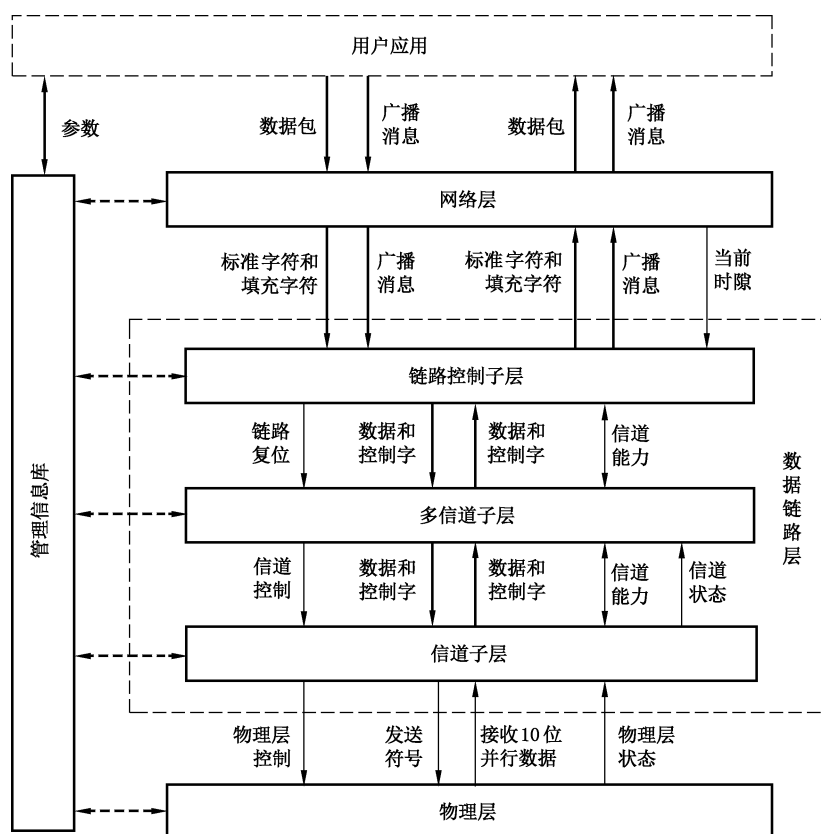 用户应用
参数
数据包
广播
消息
数据包
广播
消息
网络层
标准字符和
填充字符
广播
消息
标准字符和
填充字符
广播
消息
当前
时隙
链路控制子层
链路
复位
数据和
控制字
数据和
控制字
信道
能力
多信道子层
信道
控制
数据和
控制字
数据和
控制字
信道
能力
信道
状态
信道子层
物理层
控制
发送
符号
接收10位
并行数据
物理层
状态
物理层
管理信息库
数据链路层